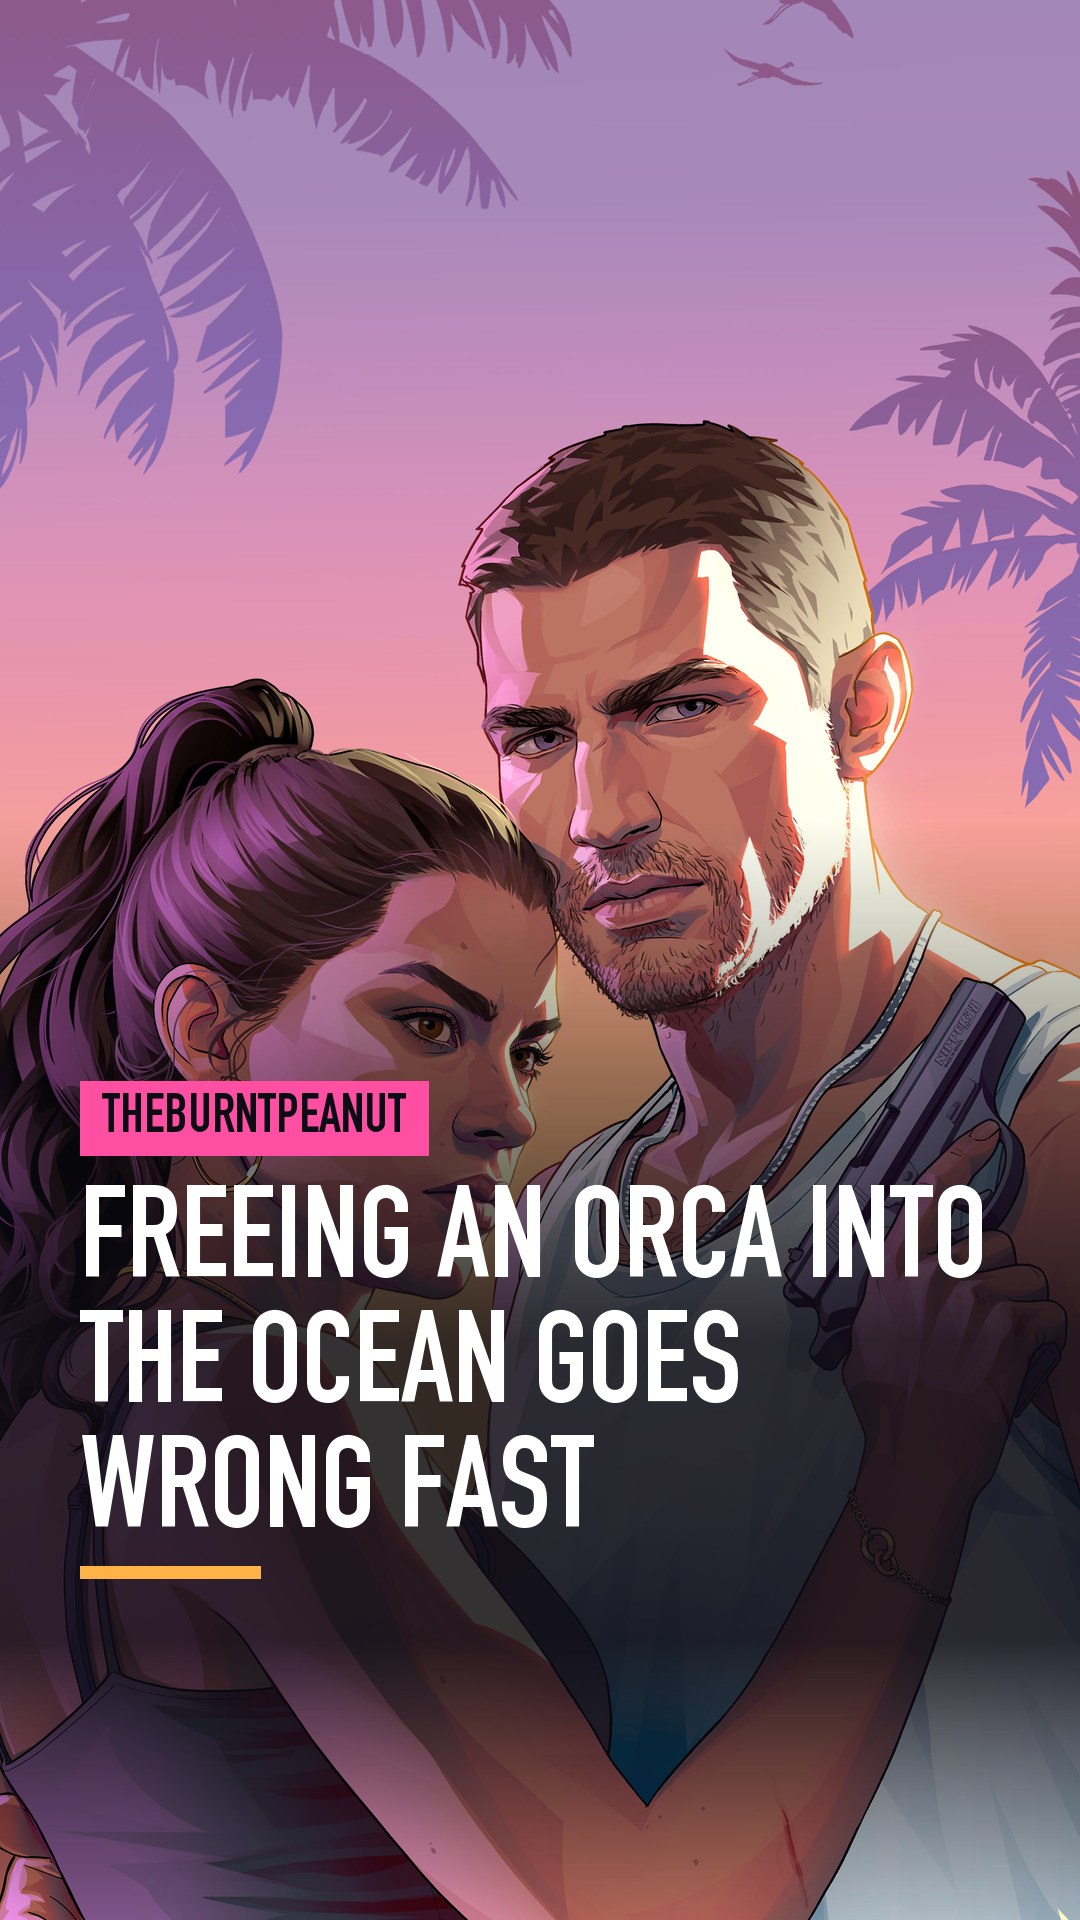 THEBURNTPEANUT
FREEING AN ORCA INTO
THE OCEAN GOES
WRONG FAST